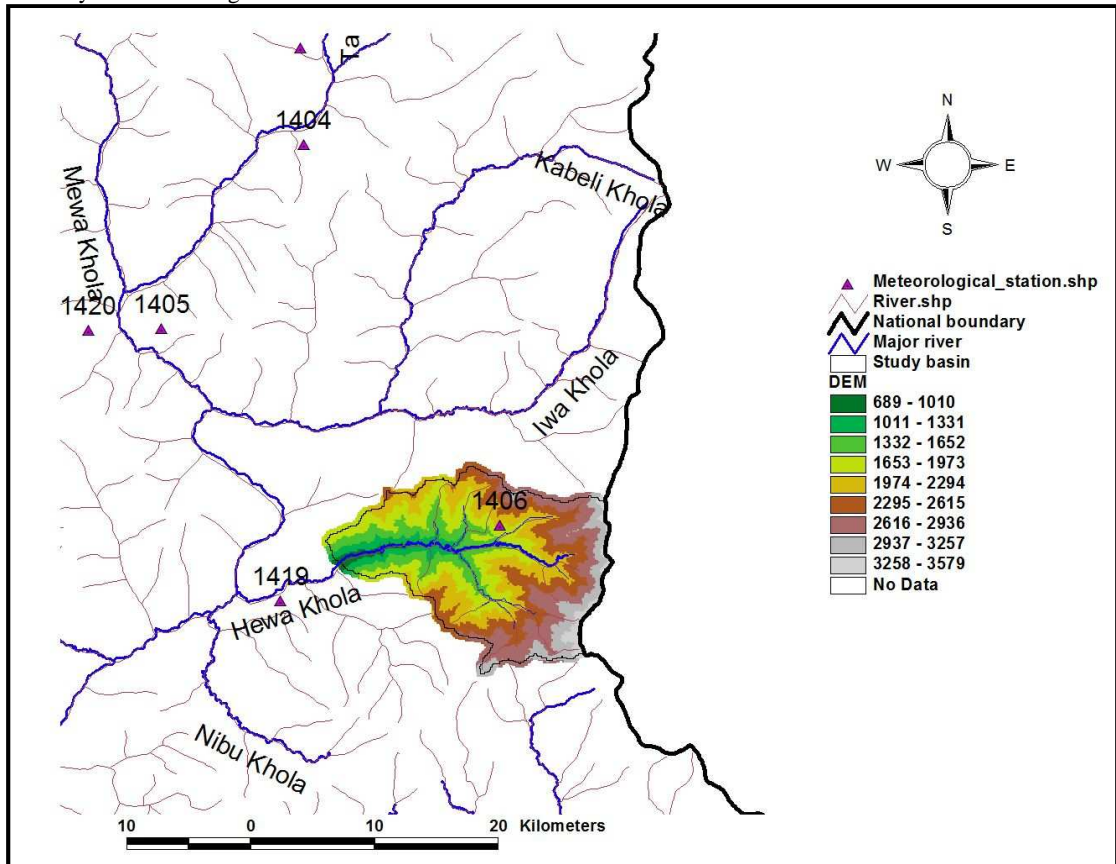 Ta
1404
Mewa Khola
Kabeli Khola
1420
1405
Iwa Khola
1406
1419
Hewa Khola
Nibu Khola
10 0 10 20 Kilometers
N
W E
S
Meteorological_station.shp
River.shp
National boundary
Major river
Study basin
DEM
689 - 1010
1011 - 1331
1332 - 1652
1653 - 1973
1974 - 2294
2295 - 2615
2616 - 2936
2937 - 3257
3258 - 3579
No Data